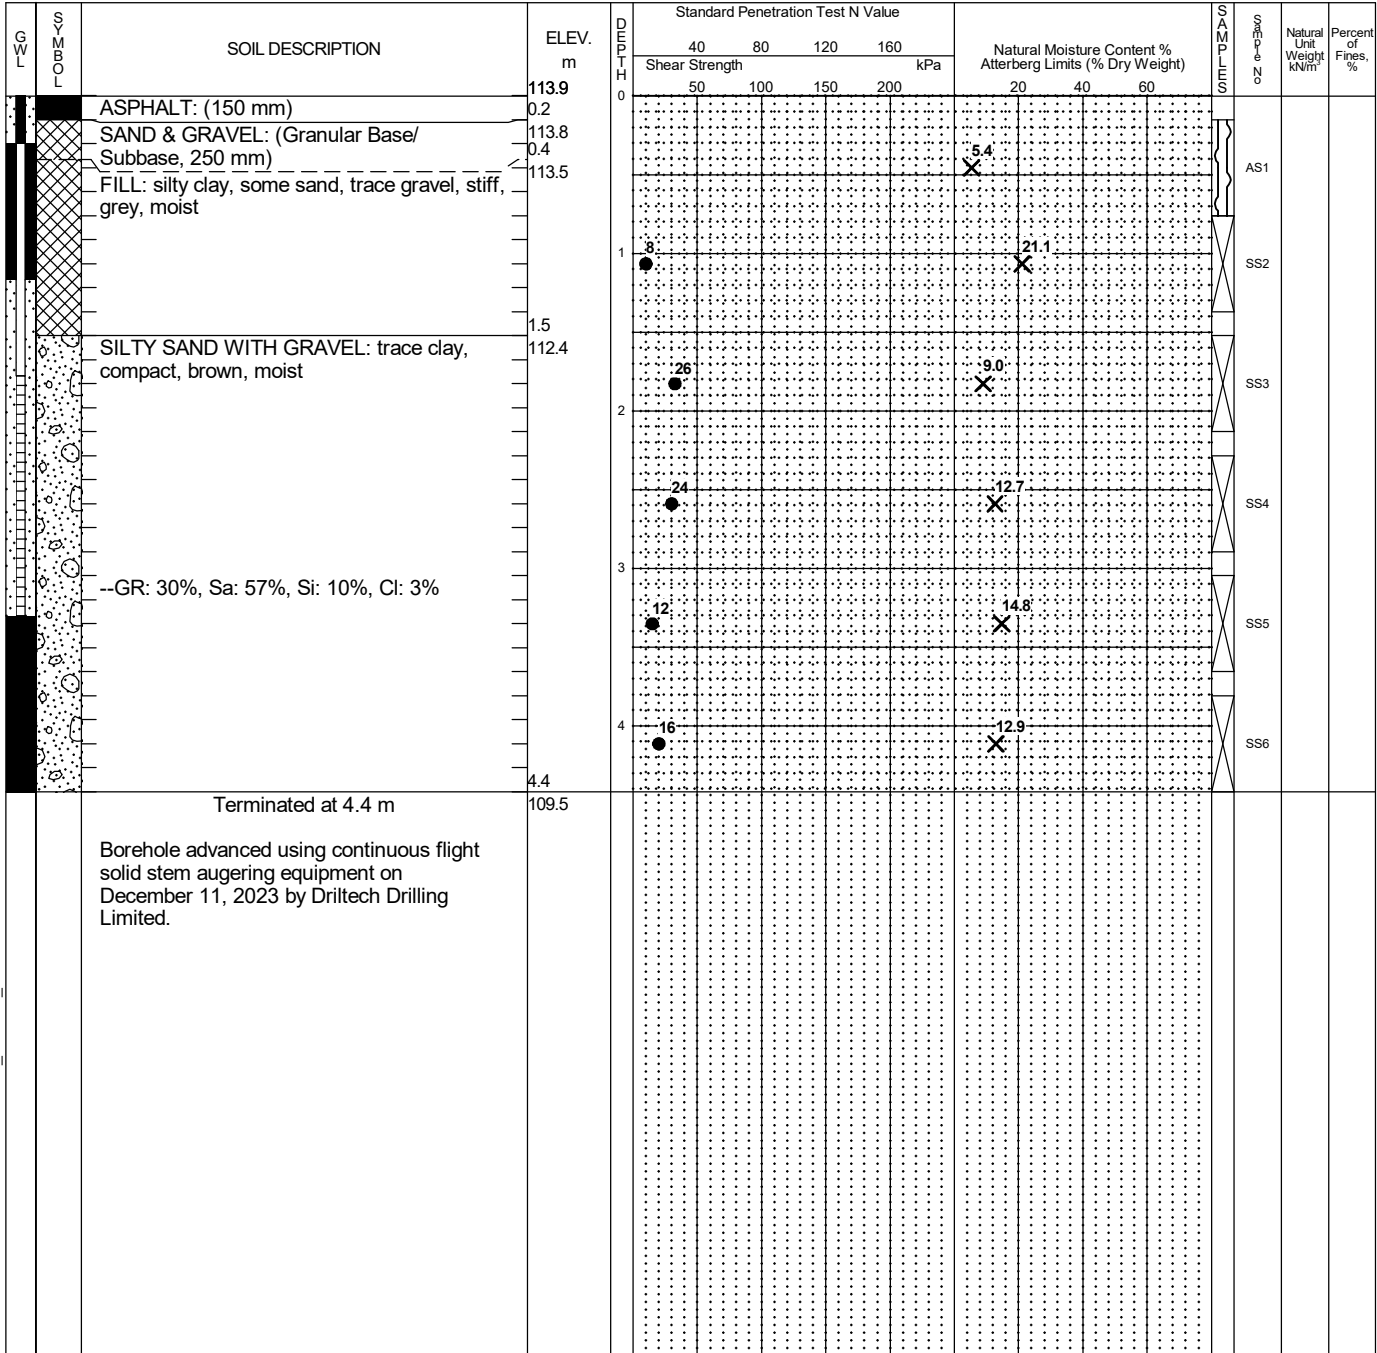 GWL
SYMBOL
SOIL DESCRIPTION
ELEV.
m
DEPTH
Standard Penetration Test N Value
40 80 120 160
Shear Strength kPa
50 100 150 200
Natural Moisture Content %
Atterberg Limits (% Dry Weight)
20 40 60
SAMPLES
Sample No
Natural
Unit
Weight
kN/m³
Percent
of
Fines,
%
113.9
0
ASPHALT: (150 mm)
0.2
SAND & GRAVEL: (Granular Base/
113.8
Subbase, 250 mm)
0.4
113.5
5.4
AS1
FILL: silty clay, some sand, trace gravel, stiff,
grey, moist
1
8
21.1
SS2
1.5
SILTY SAND WITH GRAVEL: trace clay,
112.4
compact, brown, moist
26
9.0
SS3
2
24
12.7
SS4
3
--GR: 30%, Sa: 57%, Si: 10%, Cl: 3%
12
14.8
SS5
4
16
12.9
SS6
4.4
Terminated at 4.4 m
109.5
Borehole advanced using continuous flight
solid stem augering equipment on
December 11, 2023 by Driltech Drilling
Limited.